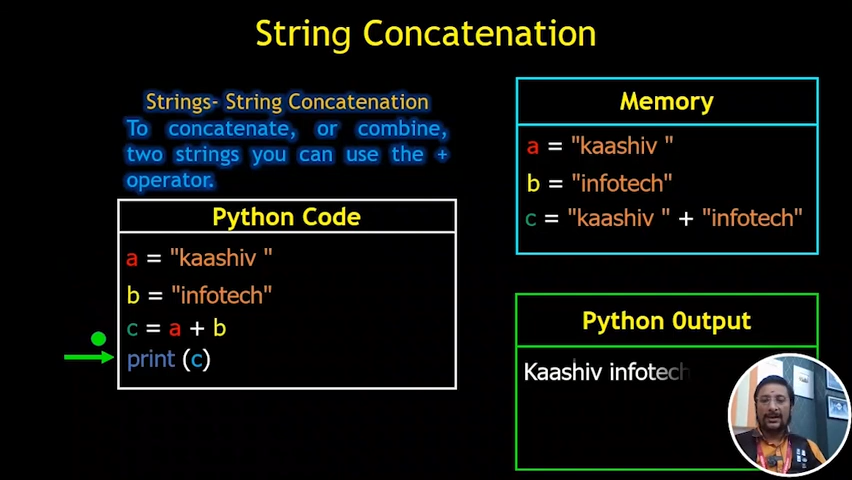 String Concatenation
Strings- String Concatenation
To concatenate, or combine,
two strings you can use the +
operator.
Python Code
a = "kaashiv "
b = "infotech"
c = a + b
print (c)
Memory
a = "kaashiv "
b = "infotech"
c = "kaashiv " + "infotech"
Python Output
Kaashiv infotech